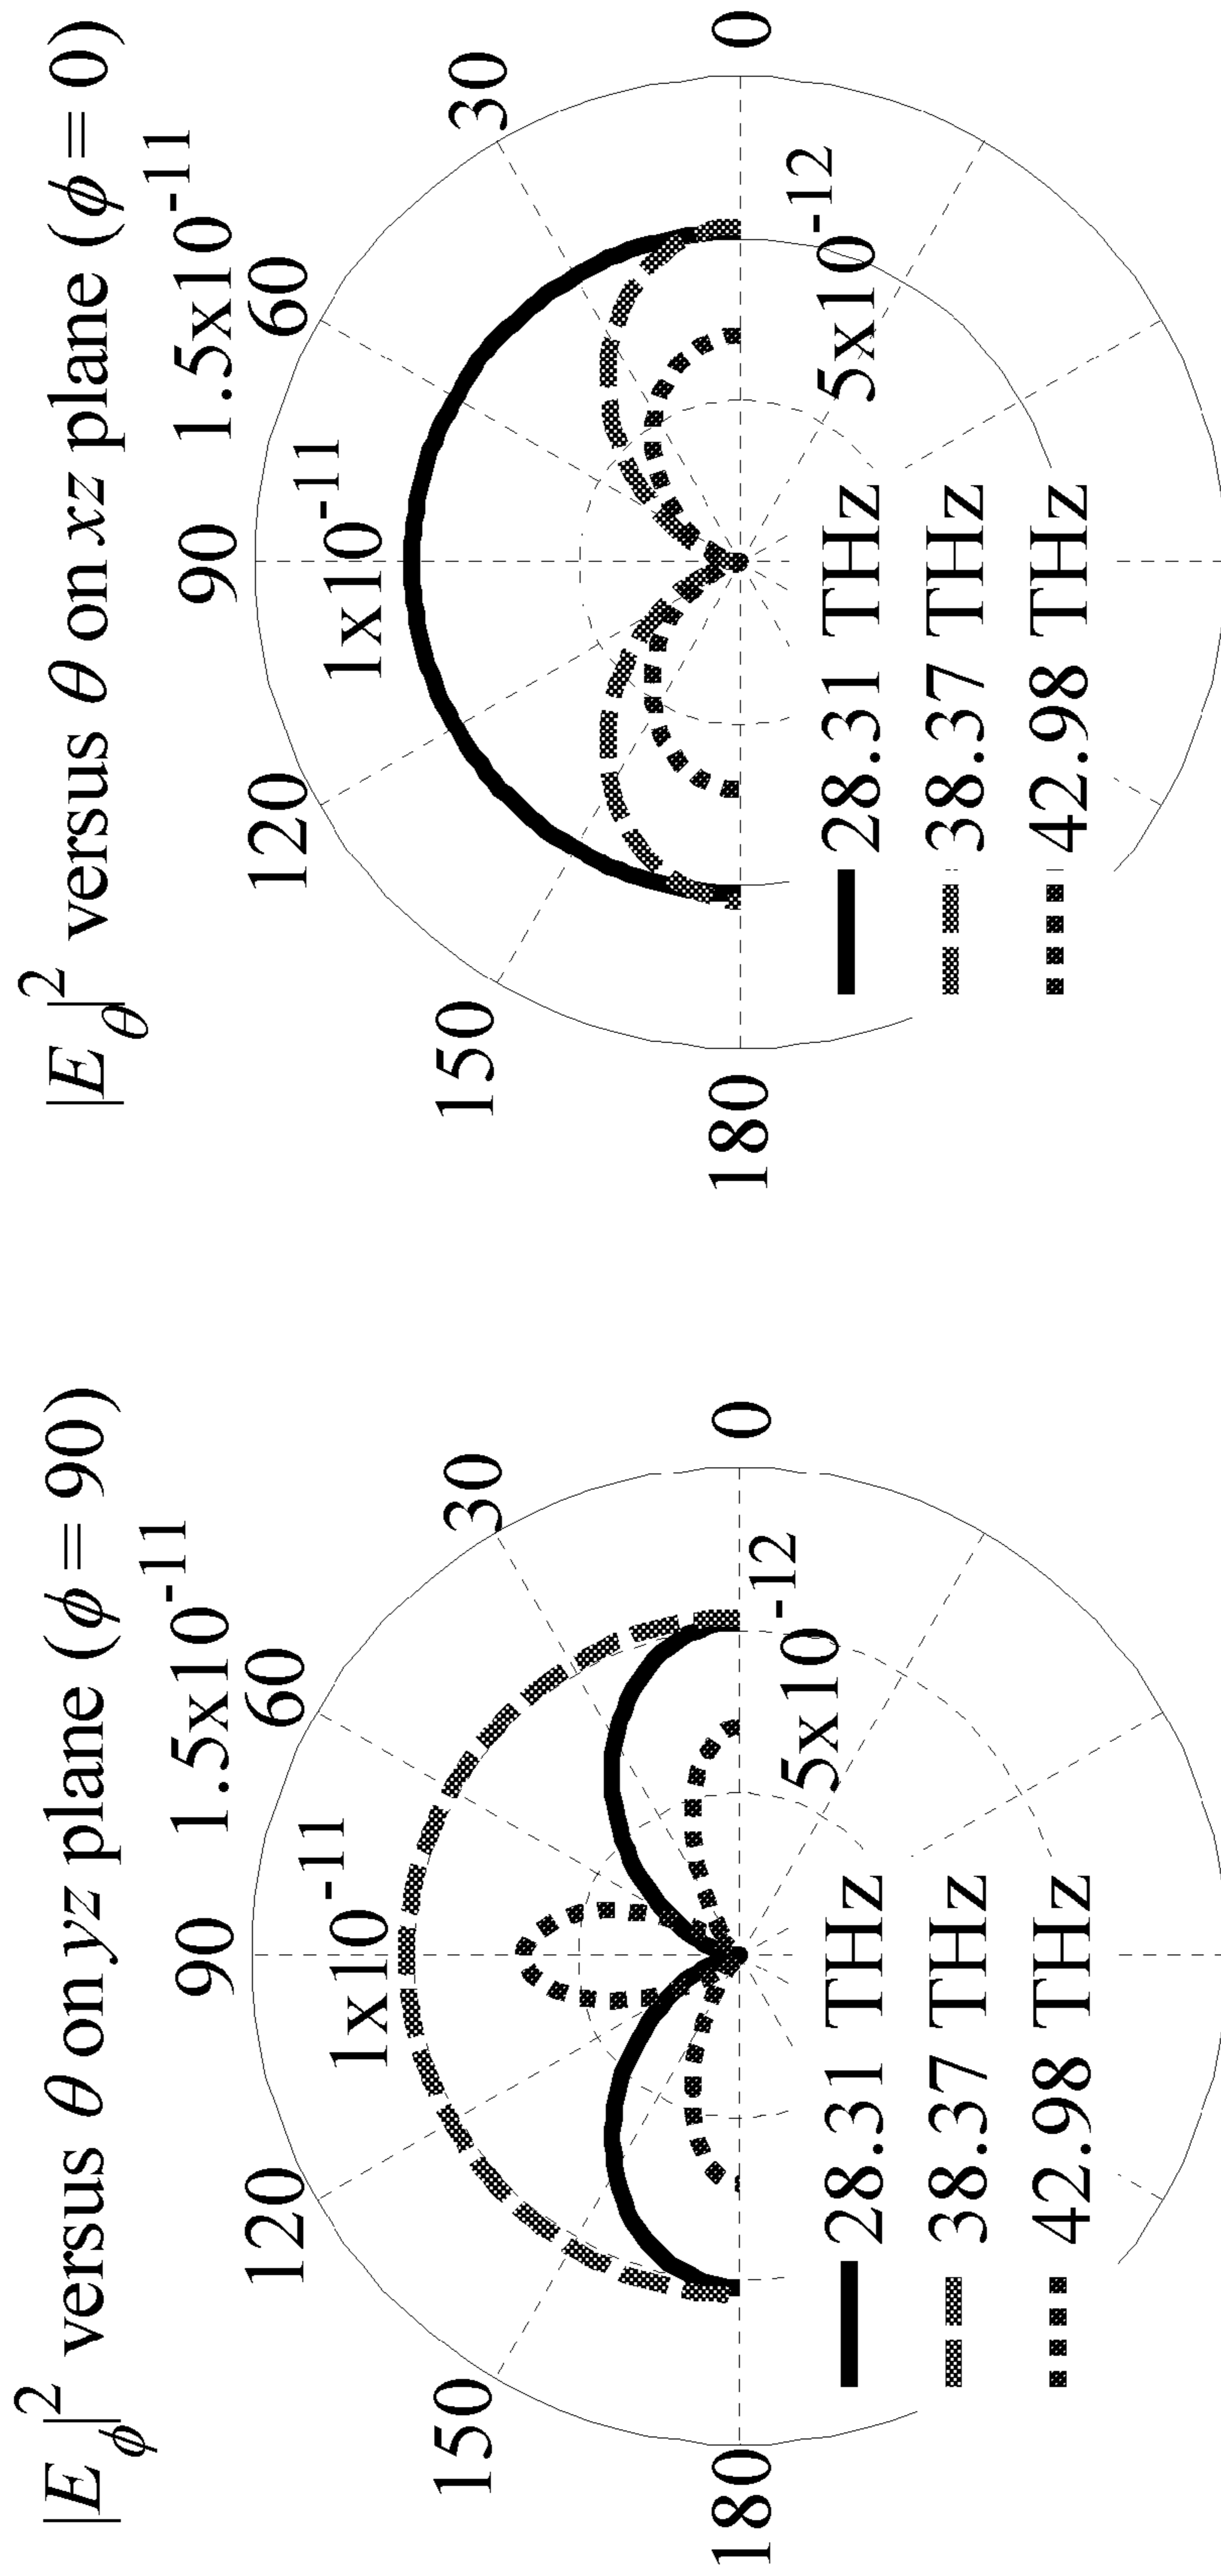 |E_ϕ|² versus θ on yz plane (ϕ = 90)
90
1.5x10⁻¹¹
120
60
1x10⁻¹¹
150
30
180
0
5x10⁻¹²
28.31 THz
38.37 THz
42.98 THz
|E_θ|² versus θ on xz plane (ϕ = 0)
90
1.5x10⁻¹¹
120
60
1x10⁻¹¹
150
30
180
0
5x10⁻¹²
28.31 THz
38.37 THz
42.98 THz